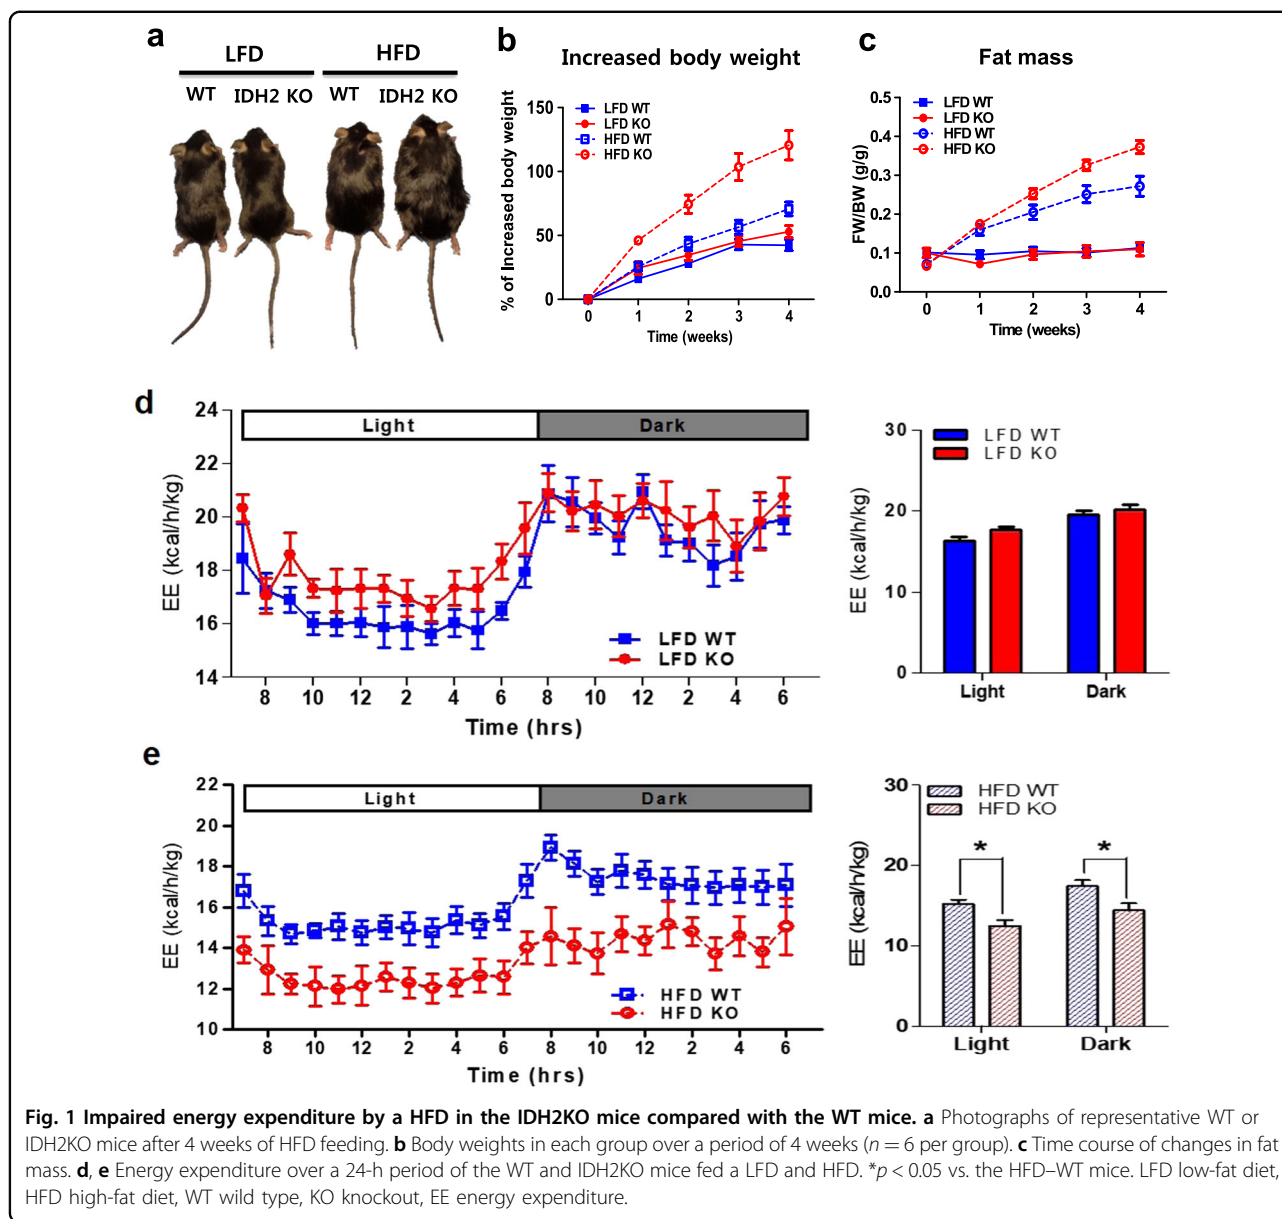 a
LFD
HFD
WT
IDH2 KO
WT
IDH2 KO
b
Increased body weight
% of Increased body weight
150
100
50
0
LFD WT
LFD KO
HFD WT
HFD KO
0 1 2 3 4
Time (weeks)
c
Fat mass
FW/BW (g/g)
0.5
0.4
0.3
0.2
0.1
0.0
LFD WT
LFD KO
HFD WT
HFD KO
0 1 2 3 4
Time (weeks)
d
EE (kcal/h/kg)
24
22
20
18
16
14
Light
Dark
LFD WT
LFD KO
8 10 12 2 4 6 8 10 12 2 4 6
Time (hrs)
EE (kcal/h/kg)
30
20
10
0
LFD WT
LFD KO
Light
Dark
e
EE (kcal/h/kg)
22
20
18
16
14
12
10
Light
Dark
HFD WT
HFD KO
8 10 12 2 4 6 8 10 12 2 4 6
Time (hrs)
EE (kcal/h/kg)
30
20
10
0
HFD WT
HFD KO
*
*
Light
Dark
Fig. 1 Impaired energy expenditure by a HFD in the IDH2KO mice compared with the WT mice. a Photographs of representative WT or
IDH2KO mice after 4 weeks of HFD feeding. b Body weights in each group over a period of 4 weeks (n = 6 per group). c Time course of changes in fat
mass. d, e Energy expenditure over a 24-h period of the WT and IDH2KO mice fed a LFD and HFD. *p < 0.05 vs. the HFD–WT mice. LFD low-fat diet,
HFD high-fat diet, WT wild type, KO knockout, EE energy expenditure.